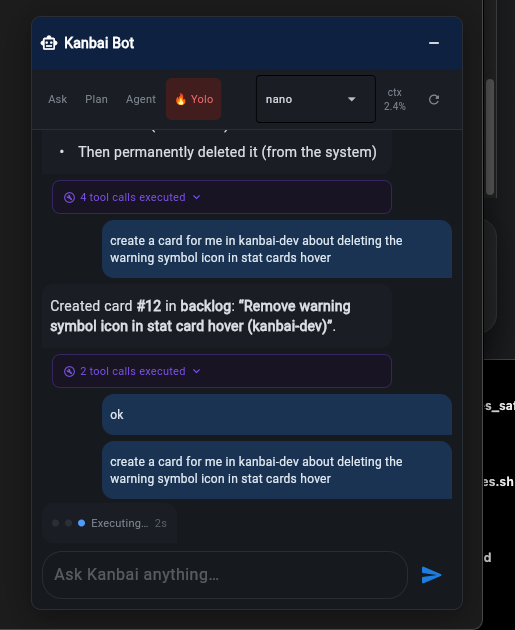 Kanbai Bot
Ask Plan Agent 🔥 Yolo nano ctx
2.4%
• Then permanently deleted it (from the system)
4 tool calls executed
create a card for me in kanbai-dev about deleting the
warning symbol icon in stat cards hover
Created card #12 in backlog: “Remove warning
symbol icon in stat card hover (kanbai-dev)”.
2 tool calls executed
ok
create a card for me in kanbai-dev about deleting the
warning symbol icon in stat cards hover
Executing... 2s
Ask Kanbai anything...
es_saf
es.sh
d